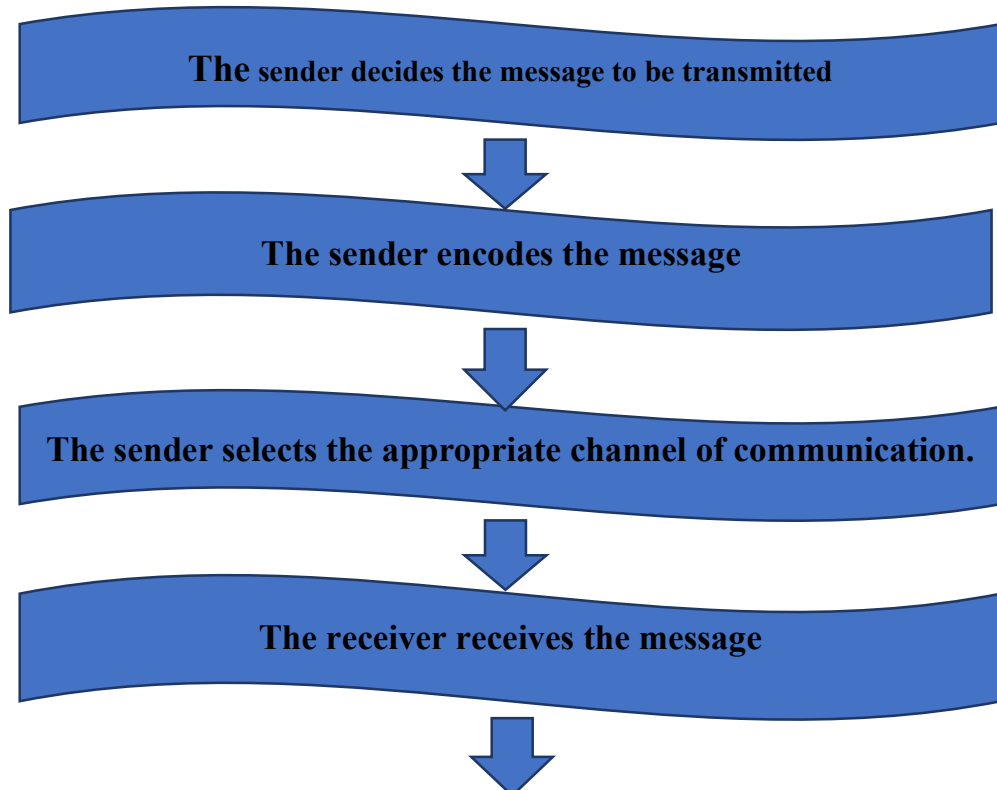 The sender decides the message to be transmitted
The sender encodes the message
The sender selects the appropriate channel of communication.
The receiver receives the message